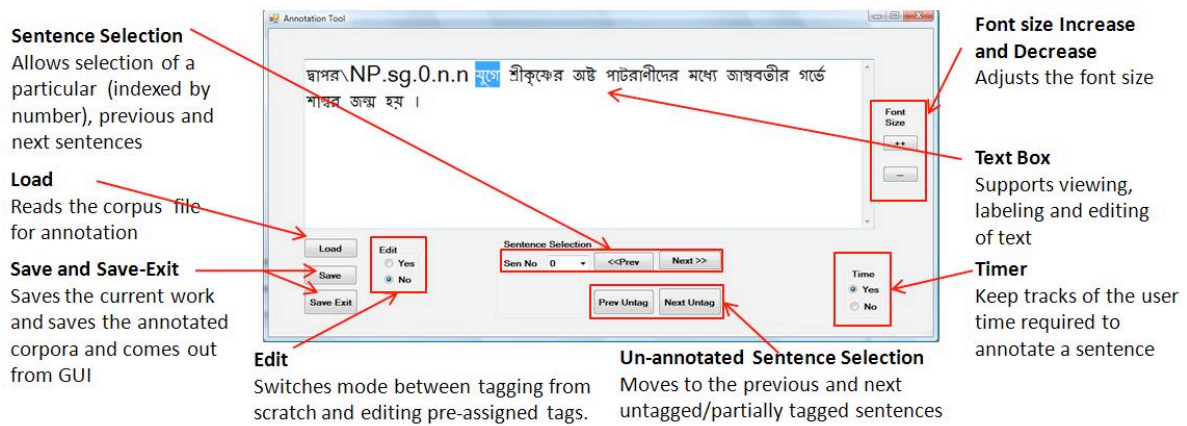 Sentence Selection
Allows selection of a
particular (indexed by
number), previous and
next sentences
Load
Reads the corpus file
for annotation
Save and Save-Exit
Saves the current work
and saves the annotated
corpora and comes out
from GUI
Annotation Tool
দ্বাপর\NP.sg.0.n.n যুগে শ্রীকৃষ্ণের অষ্ট পাটরাণীদের মধ্যে জাম্ববতীর গর্ভে
শাম্বর জন্ম হয় ।
Font
Size
++
--
Load
Save
Save Exit
Edit
Yes
No
Sentence Selection
Sen No 0 <<Prev Next >>
Prev Untag Next Untag
Time
Yes
No
Edit
Switches mode between tagging from
scratch and editing pre-assigned tags.
Un-annotated Sentence Selection
Moves to the previous and next
untagged/partially tagged sentences
Font size Increase
and Decrease
Adjusts the font size
Text Box
Supports viewing,
labeling and editing
of text
Timer
Keep tracks of the user
time required to
annotate a sentence